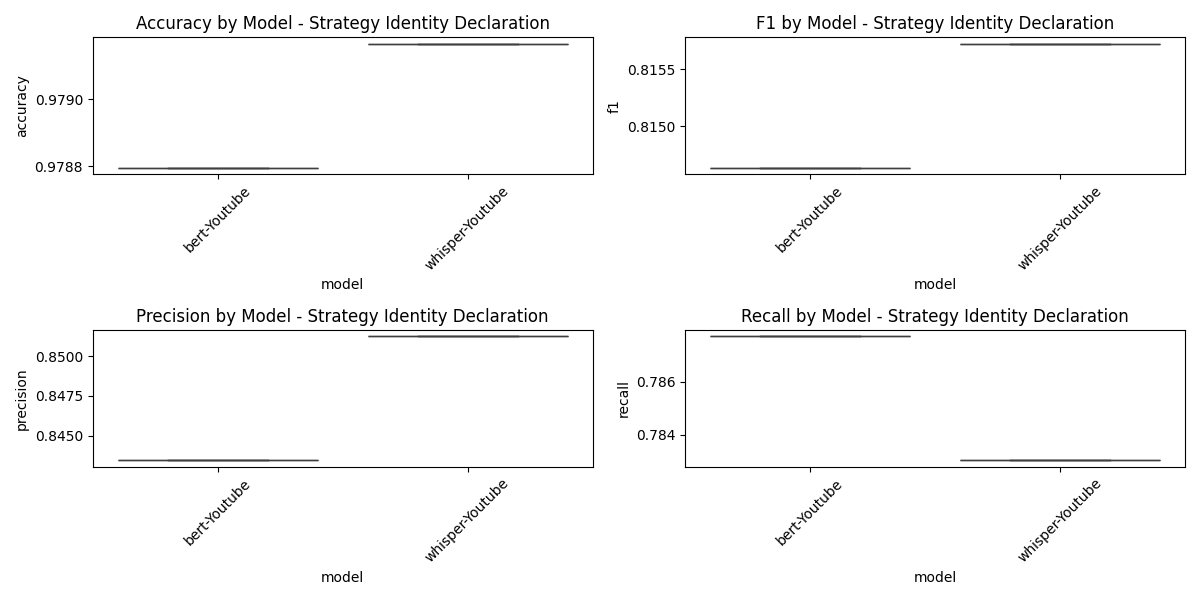 Accuracy by Model - Strategy Identity Declaration
accuracy
0.9790
0.9788
bert-Youtube
whisper-Youtube
model
F1 by Model - Strategy Identity Declaration
f1
0.8155
0.8150
bert-Youtube
whisper-Youtube
model
Precision by Model - Strategy Identity Declaration
precision
0.8500
0.8475
0.8450
bert-Youtube
whisper-Youtube
model
Recall by Model - Strategy Identity Declaration
recall
0.786
0.784
bert-Youtube
whisper-Youtube
model